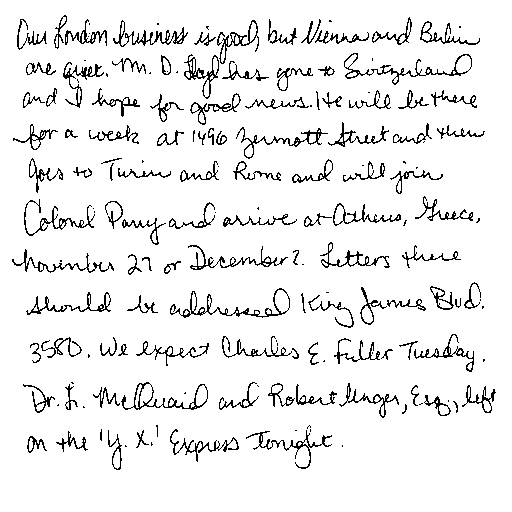 Our London business is good, but Vienna and Berlin
are quiet. Mr. D. Lloyd has gone to Switzerland
and I hope for good news. He will be there
for a week at 1496 Zermott Street and then
goes to Turin and Rome and will join
Colonel Parry and arrive at Athens, Greece,
November 27 or December 2. Letters there
should be addressed King James Blvd.
3580. We expect Charles E. Fuller Tuesday.
Dr. L. McQuaid and Robert Unger, Esq., left
on the 'Y. X.' Express tonight.